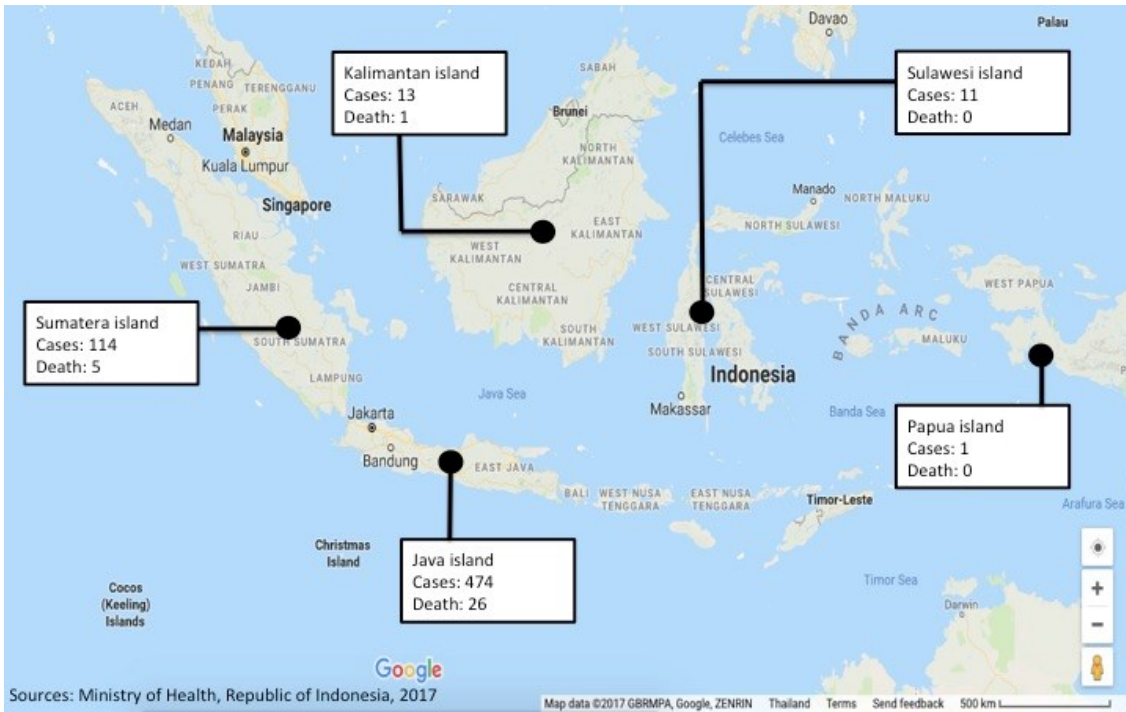 Davao
Palau
KEDAH
PENANG
TERENGGANU
PERAK
ACEH
Medan
Malaysia
Kuala Lumpur
Singapore
Kalimantan island
Cases: 13
Death: 1
SABAH
Brunei
NORTH
KALIMANTAN
SARAWAK
Sulawesi island
Cases: 11
Death: 0
Celebes Sea
Manado
NORTH MALUKU
NORTH SULAWESI
RIAU
WEST SUMATRA
JAMBI
EAST
KALIMANTAN
WEST
KALIMANTAN
CENTRAL
KALIMANTAN
CENTRAL
SULAWESI
WEST PAPUA
Sumatera island
Cases: 114
Death: 5
SOUTH SUMATRA
LAMPUNG
SOUTH
KALIMANTAN
WEST SULAWESI
SOUTH SULAWESI
BANDA ARC
MALUKU
Indonesia
Java Sea
Makassar
Banda Sea
Jakarta
Bandung
EAST JAVA
Papua island
Cases: 1
Death: 0
BALI
WEST NUSA
TENGGARA
EAST NUSA
TENGGARA
Timor-Leste
Arafura Sea
Christmas
Island
Java island
Cases: 474
Death: 26
Cocos
(Keeling)
Islands
Timor Sea
Darwin
+
−
Google
Sources: Ministry of Health, Republic of Indonesia, 2017
Map data ©2017 GBRMPA, Google, ZENRIN Thailand Terms Send feedback 500 km